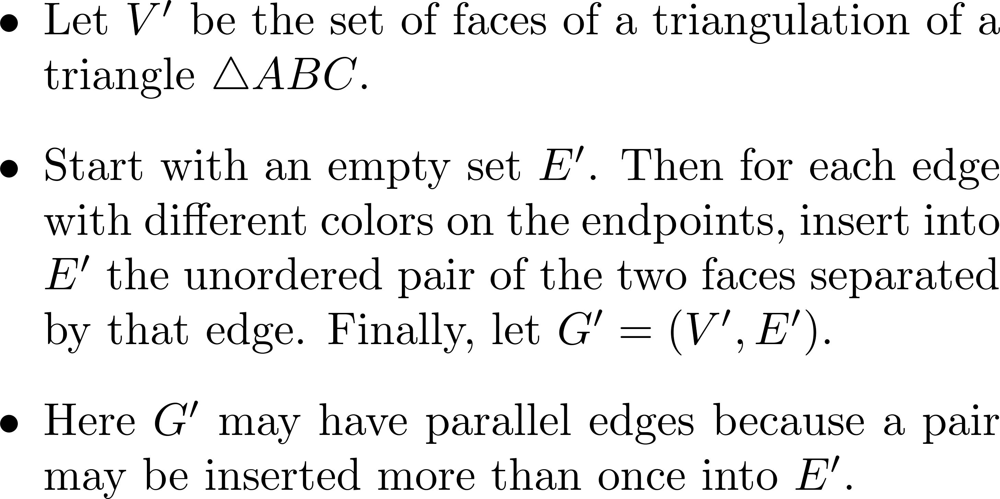 • Let V′ be the set of faces of a triangulation of a
triangle △ABC.
• Start with an empty set E′. Then for each edge
with different colors on the endpoints, insert into
E′ the unordered pair of the two faces separated
by that edge. Finally, let G′ = (V′, E′).
• Here G′ may have parallel edges because a pair
may be inserted more than once into E′.